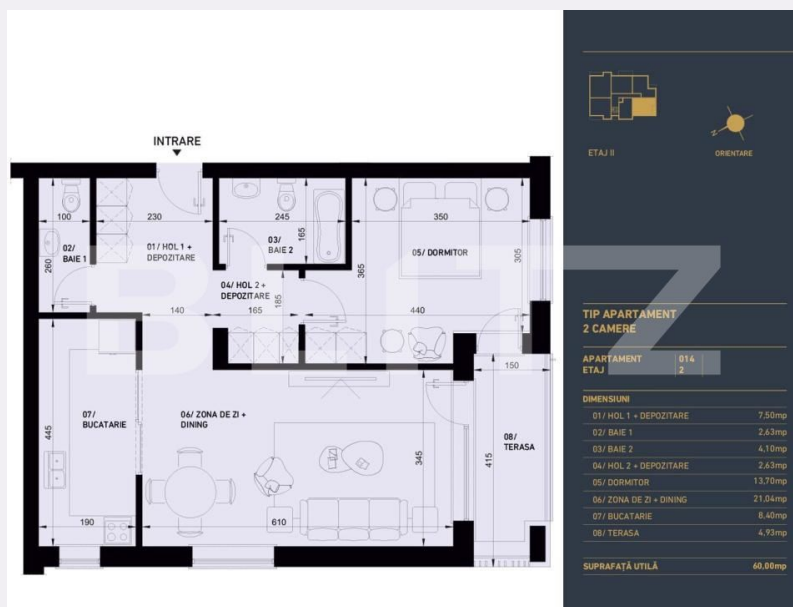 INTRARE
100
230
245
165
350
02/
BAIE 1
01/ HOL 1 +
DEPOZITARE
03/
BAIE 2
05/ DORMITOR
260
365
305
04/ HOL 2 +
DEPOZITARE
185
140
165
440
BLITZ
150
07/
BUCATARIE
06/ ZONA DE ZI +
DINING
08/
TERASA
445
345
415
190
610
ETAJ II
N
ORIENTARE
TIP APARTAMENT
2 CAMERE
APARTAMENT 014
ETAJ 2
DIMENSIUNI
01/ HOL 1 + DEPOZITARE 7,50mp
02/ BAIE 1 2,63mp
03/ BAIE 2 4,10mp
04/ HOL 2 + DEPOZITARE 2,63mp
05/ DORMITOR 13,70mp
06/ ZONA DE ZI + DINING 21,04mp
07/ BUCATARIE 8,40mp
08/ TERASA 4,93mp
SUPRAFAȚĂ UTILĂ 60,00mp